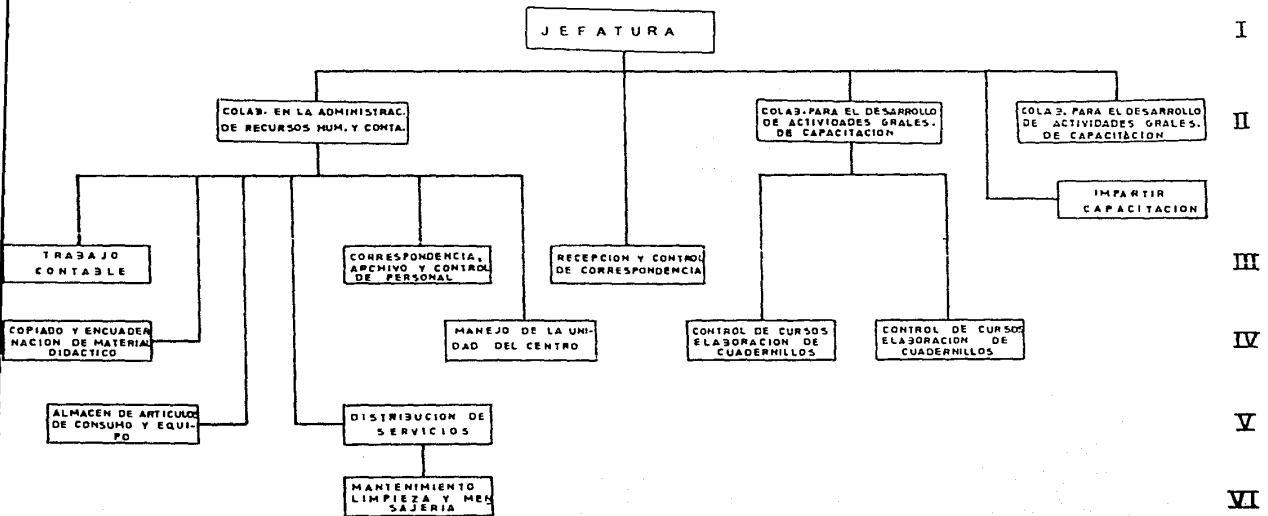 JEFATURA
I
COLAB. EN LA ADMINISTRAC.
DE RECURSOS HUM. Y CONTA.
COLAB. PARA EL DESARROLLO
DE ACTIVIDADES GRALES.
DE CAPACITACION
COLAB. PARA EL DESARROLLO
DE ACTIVIDADES GRALES.
DE CAPACITACION
II
IMPARTIR
CAPACITACION
TRABAJO
CONTABLE
CORRESPONDENCIA,
ARCHIVO Y CONTROL
DE PERSONAL
RECEPCION Y CONTROL
DE CORRESPONDENCIA
III
COPIADO Y ENCUADER
NACION DE MATERIAL
DIDACTICO
MANEJO DE LA UNI-
DAD DEL CENTRO
CONTROL DE CURSOS
ELABORACION DE
CUADERNILLOS
CONTROL DE CURSOS
ELABORACION DE
CUADERNILLOS
IV
ALMACEN DE ARTICULOS
DE CONSUMO Y EQUI-
PO
DISTRIBUCION DE
SERVICIOS
V
MANTENIMIENTO
LIMPIEZA Y MEN
SAJERIA
VI